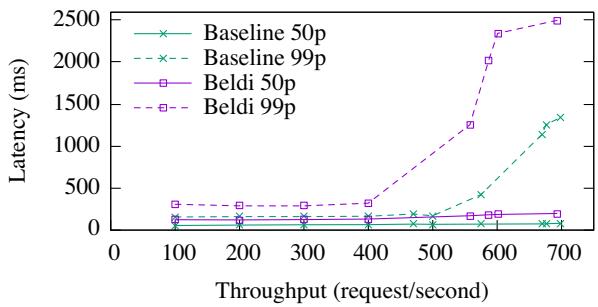 2500
2000
1500
1000
500
0
Latency (ms)
Baseline 50p
Baseline 99p
Beldi 50p
Beldi 99p
0 100 200 300 400 500 600 700
Throughput (request/second)